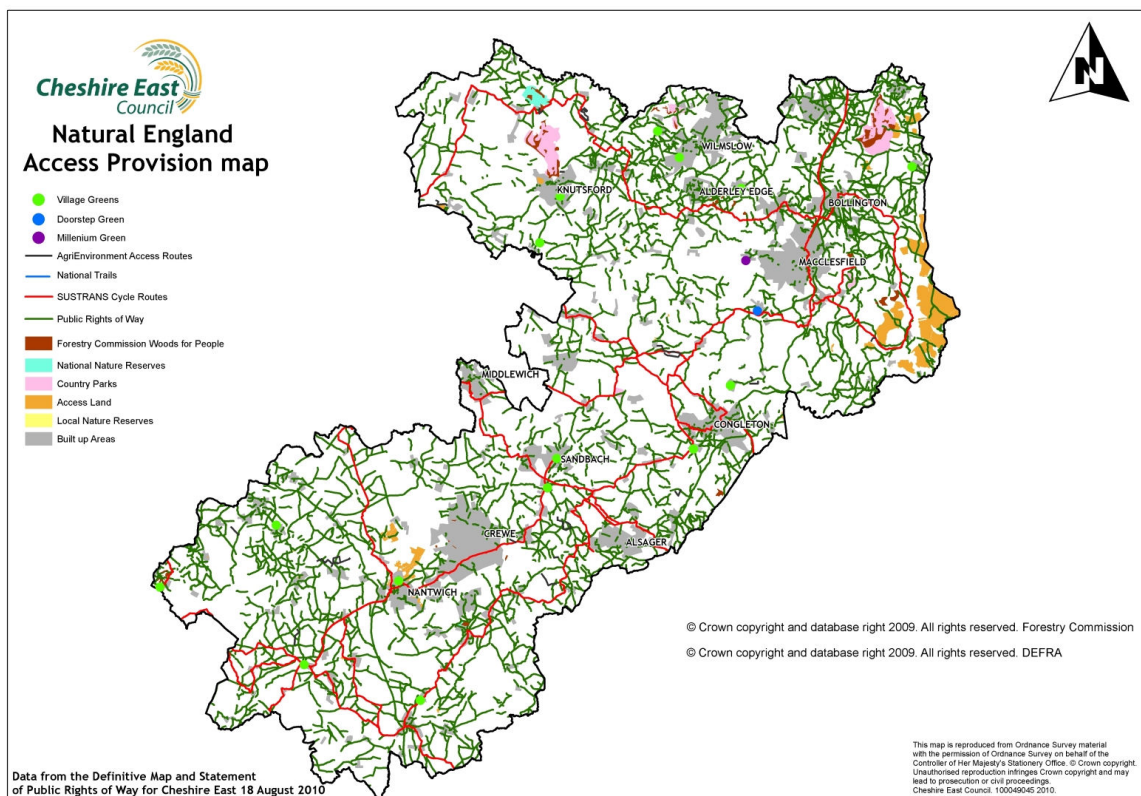 Cheshire East
Council
Natural England
Access Provision map
Village Greens
Doorstep Green
Millenium Green
AgriEnvironment Access Routes
National Trails
SUSTRANS Cycle Routes
Public Rights of Way
Forestry Commission Woods for People
National Nature Reserves
Country Parks
Access Land
Local Nature Reserves
Built up Areas
N
WILMSLOW
KNUTSFORD
ALDERLEY EDGE
BOLLINGTON
MACCLESFIELD
MIDDLEWICH
CONGLETON
SANDBACH
CREWE
ALSAGER
NANTWICH
© Crown copyright and database right 2009. All rights reserved. Forestry Commission
© Crown copyright and database right 2009. All rights reserved. DEFRA
Data from the Definitive Map and Statement
of Public Rights of Way for Cheshire East 18 August 2010
This map is reproduced from Ordnance Survey material
with the permission of Ordnance Survey on behalf of the
Controller of Her Majesty's Stationery Office. © Crown copyright.
Unauthorised reproduction infringes Crown copyright and may
lead to prosecution or civil proceedings.
Cheshire East Council. 100049045 2010.